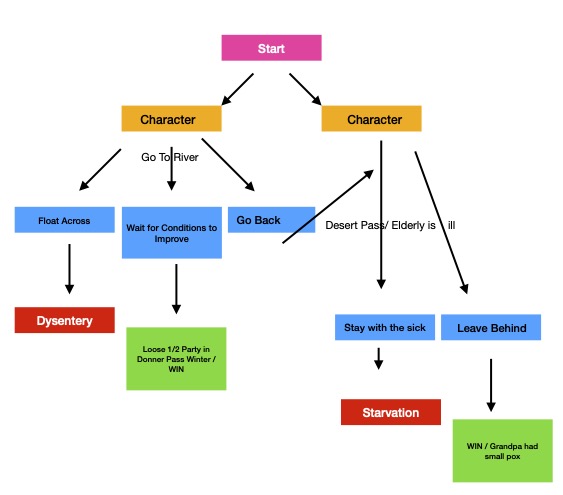 Start
Character
Character
Go To River
Float Across
Wait for Conditions to
Improve
Go Back
Desert Pass/ Elderly is ill
Dysentery
Loose 1/2 Party in
Donner Pass Winter /
WIN
Stay with the sick
Leave Behind
Starvation
WIN / Grandpa had
small pox